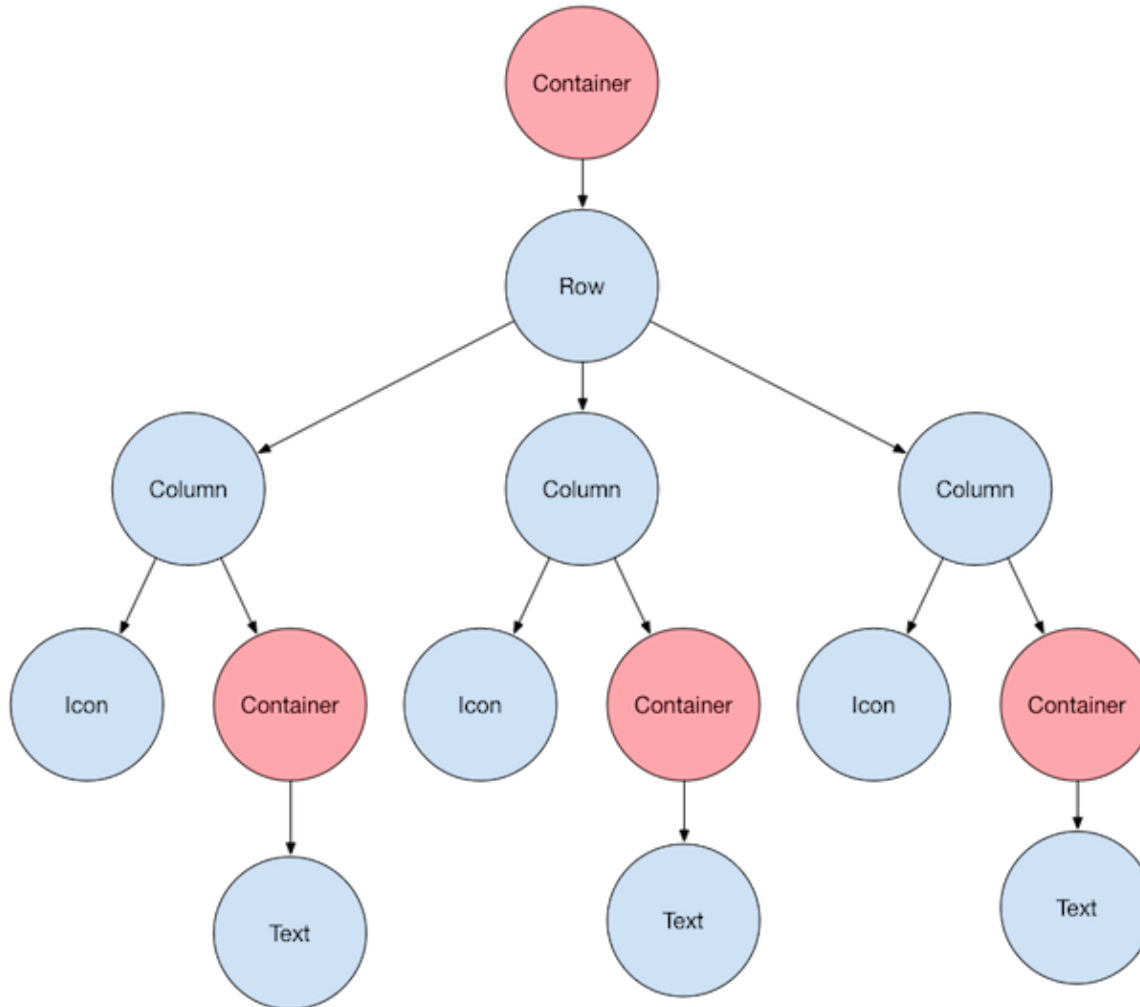 Container
Row
Column
Column
Column
Icon
Container
Icon
Container
Icon
Container
Text
Text
Text